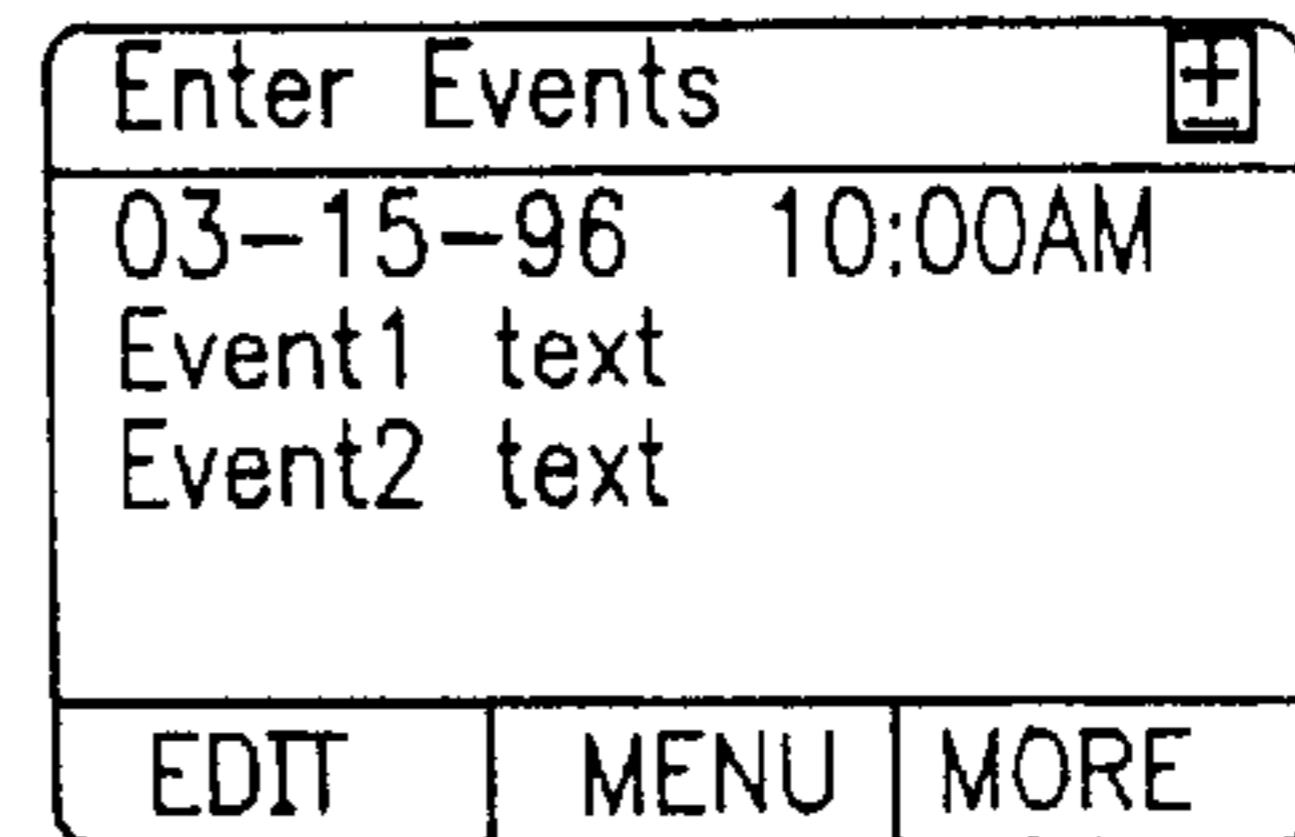 Enter Events ±
03-15-96 10:00AM
Event1 text
Event2 text
EDIT MENU MORE